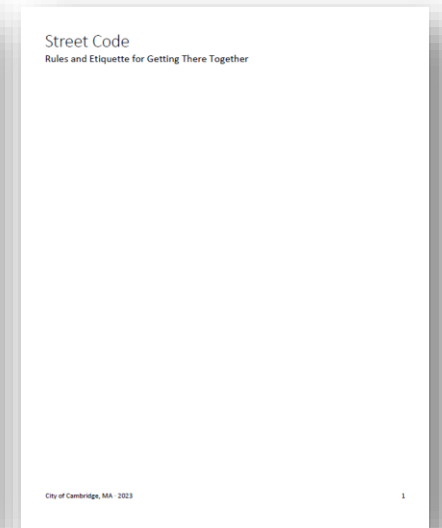 Street Code
Rules and Etiquette for Getting There Together
City of Cambridge, MA · 2023
1